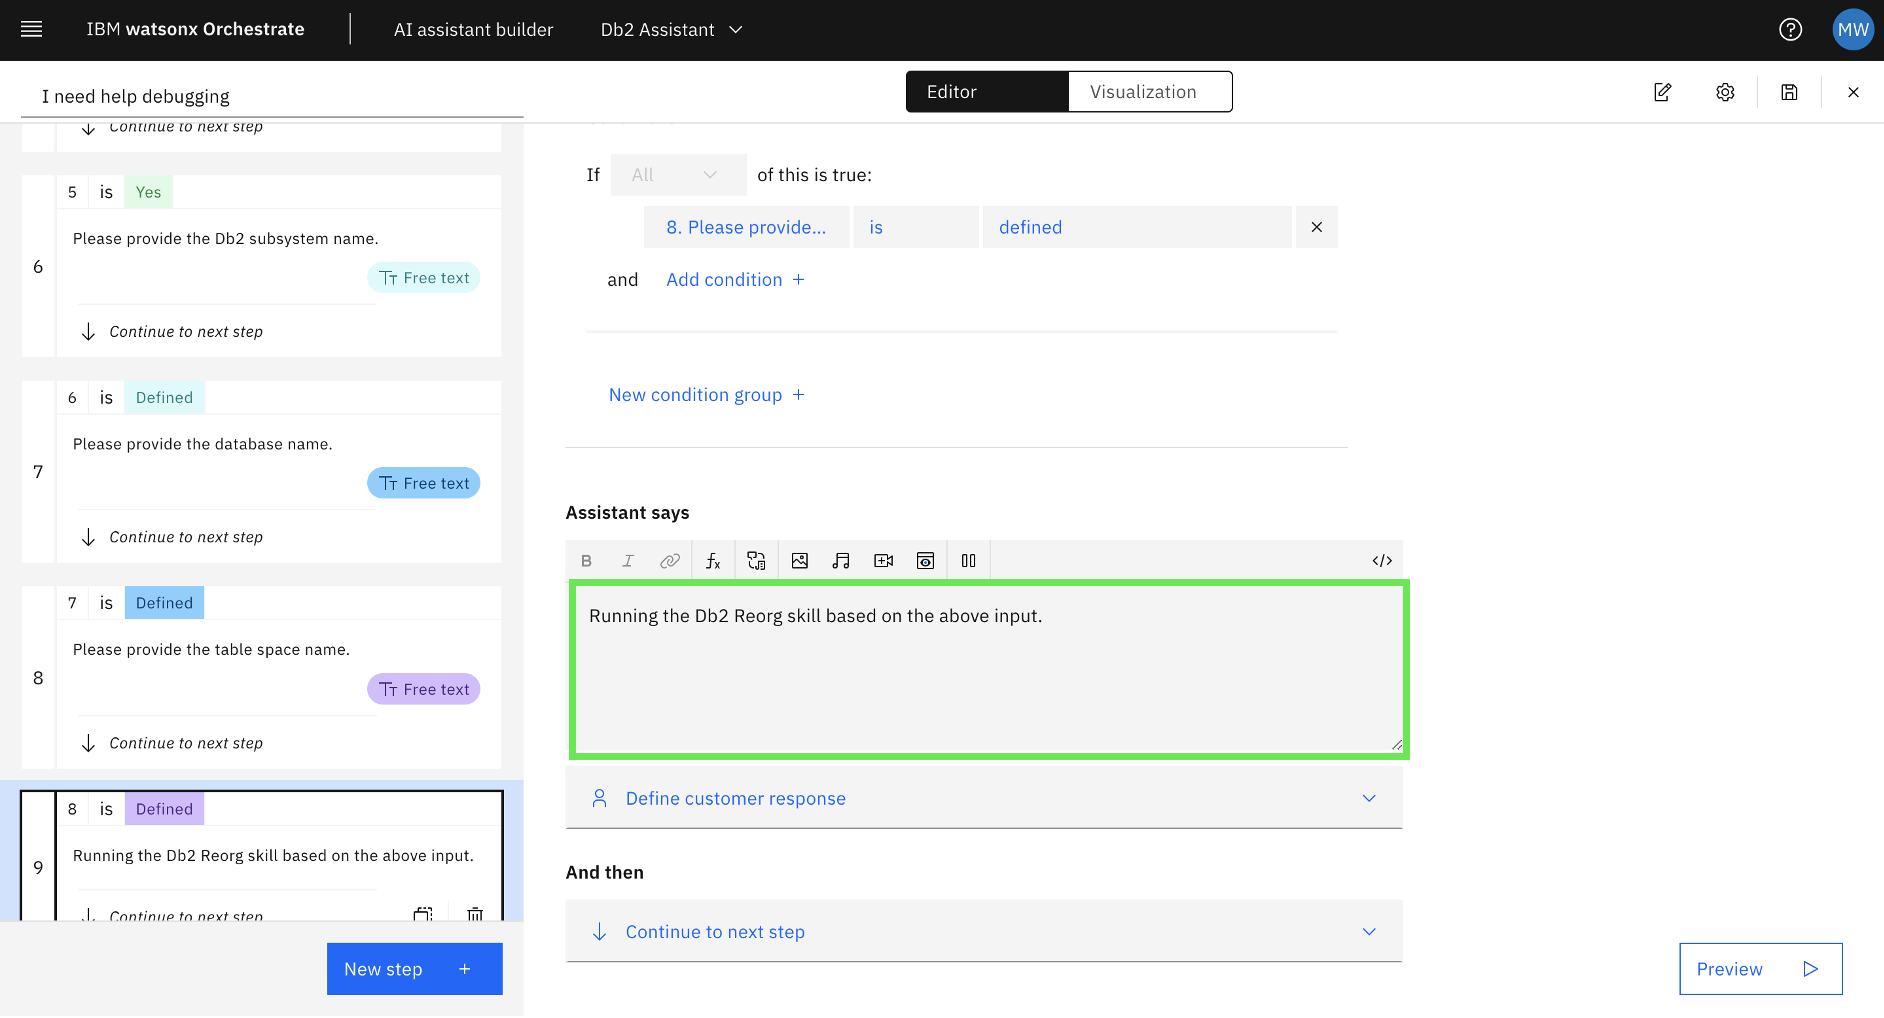 IBM watsonx Orchestrate
AI assistant builder
Db2 Assistant
MW
I need help debugging
Editor
Visualization
Continue to next step
5 is Yes
6
Please provide the Db2 subsystem name.
Free text
Continue to next step
6 is Defined
7
Please provide the database name.
Free text
Continue to next step
7 is Defined
8
Please provide the table space name.
Free text
Continue to next step
8 is Defined
9
Running the Db2 Reorg skill based on the above input.
Continue to next step
New step +
If All of this is true:
8. Please provide... is defined
and Add condition +
New condition group +
Assistant says
B I fx </>
Running the Db2 Reorg skill based on the above input.
Define customer response
And then
Continue to next step
Preview